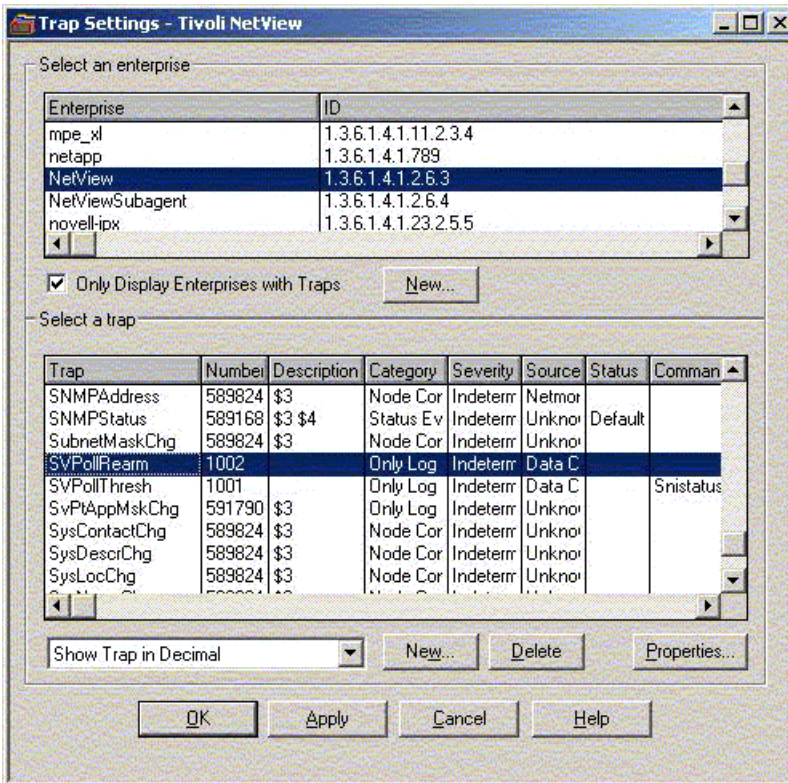 Trap Settings - Tivoli NetView
Select an enterprise
Enterprise ID
mpe_xl 1.3.6.1.4.1.11.2.3.4
netapp 1.3.6.1.4.1.789
NetView 1.3.6.1.4.1.2.6.3
NetViewSubagent 1.3.6.1.4.1.2.6.4
novell-ipx 1.3.6.1.4.1.23.2.5.5
Only Display Enterprises with Traps New...
Select a trap
Trap Number Description Category Severity Source Status Comman
SNMPAddress 589824 $3 Node Cor Indeterm Netmor
SNMPStatus 589168 $3 $4 Status Ev Indeterm Unkno Default
SubnetMaskChg 589824 $3 Node Cor Indeterm Unkno
SVPollRearm 1002 Only Log Indeterm Data C
SVPollThresh 1001 Only Log Indeterm Data C Snistatus
SvPtAppMskChg 591790 $3 Only Log Indeterm Unkno
SysContactChg 589824 $3 Node Cor Indeterm Unkno
SysDescrChg 589824 $3 Node Cor Indeterm Unkno
SysLocChg 589824 $3 Node Cor Indeterm Unkno
Show Trap in Decimal New... Delete Properties...
OK Apply Cancel Help